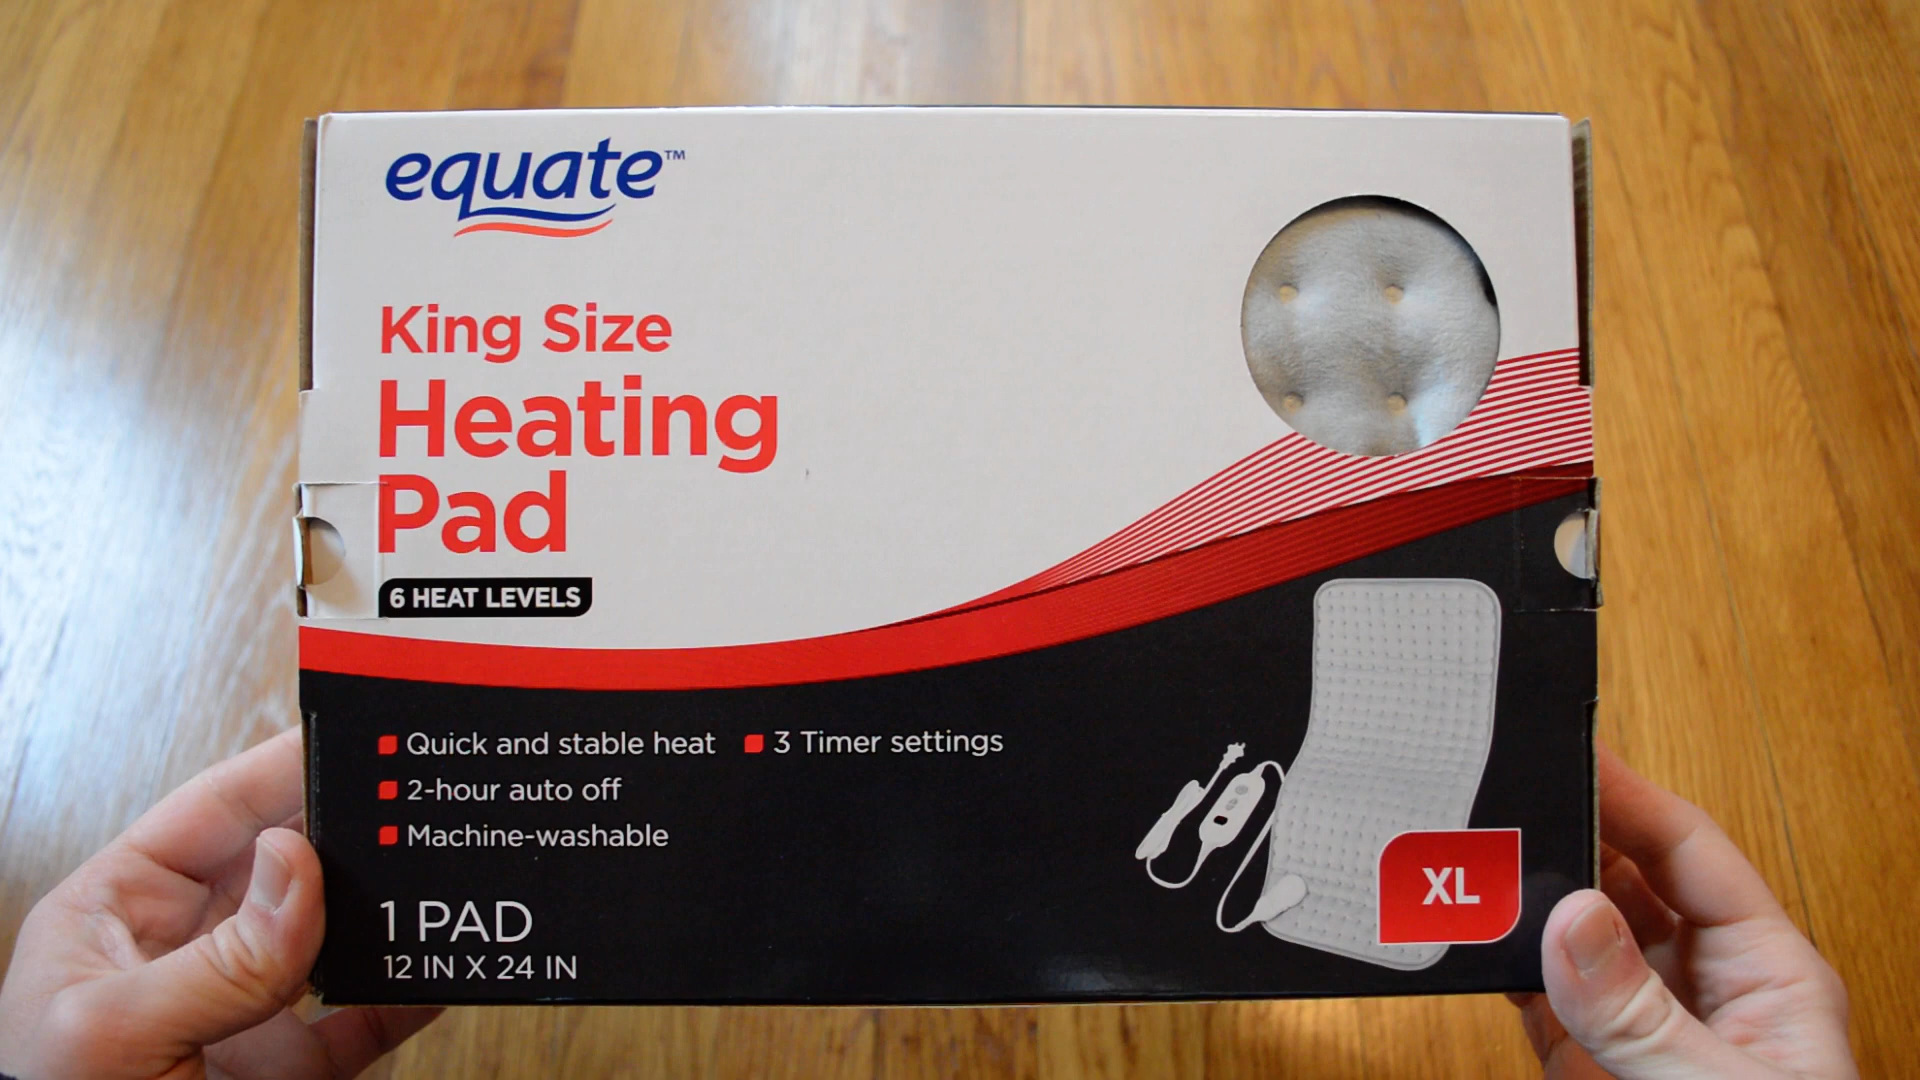 equate™
King Size
Heating
Pad
6 HEAT LEVELS
Quick and stable heat
3 Timer settings
2-hour auto off
Machine-washable
1 PAD
12 IN X 24 IN
XL